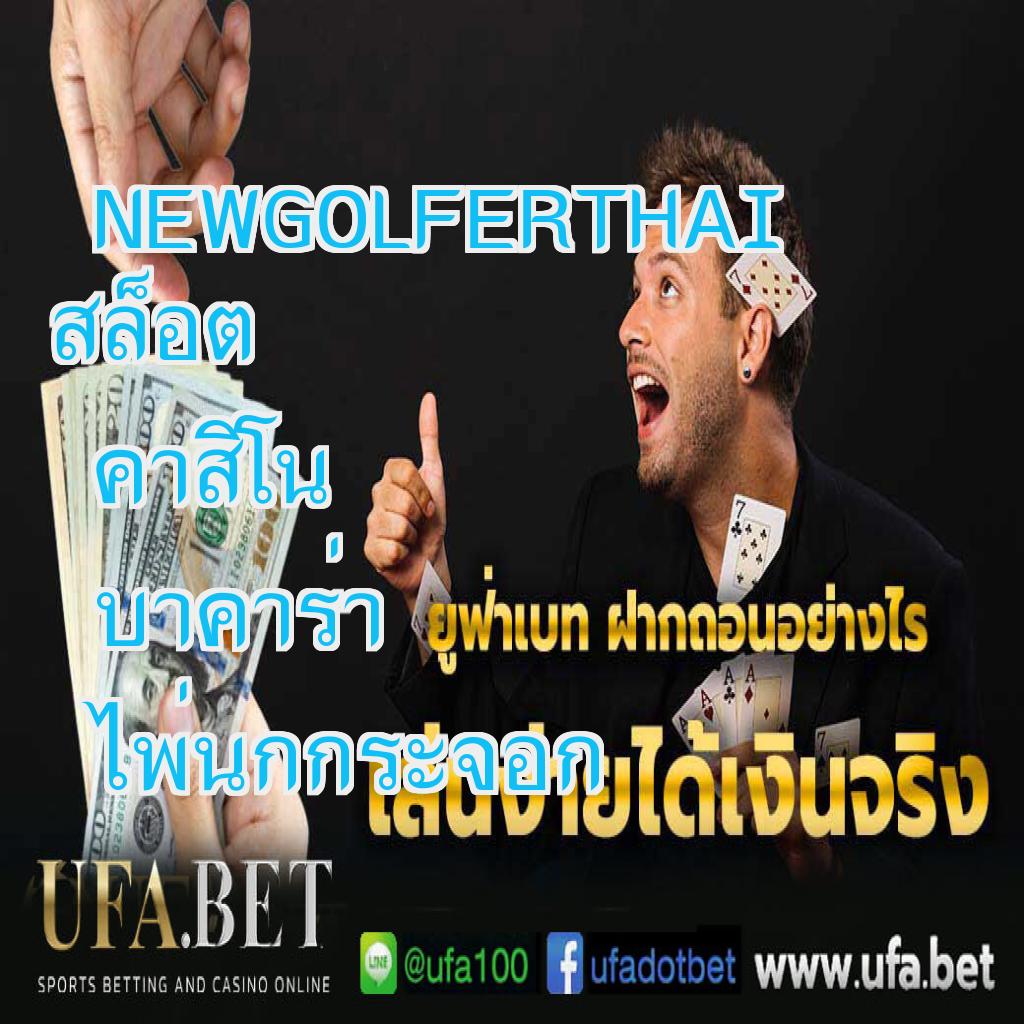 NEWGOLFERTHAI
สล็อต
คาสิโน
บาคาร่า
ไพ่นกกระจอก
ยูฟ่าเบท ฝากถอนอย่างไร
เล่นง่ายได้เงินจริง
UFA.BET
SPORTS BETTING AND CASINO ONLINE
LINE @ufa100 f ufadotbet www.ufa.bet